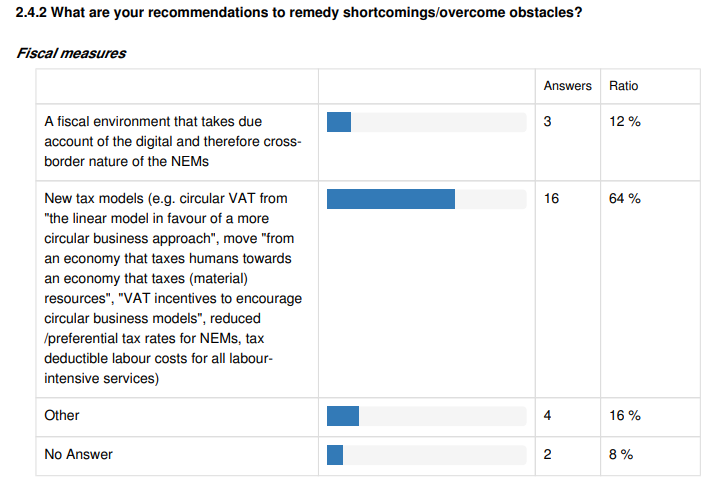 2.4.2 What are your recommendations to remedy shortcomings/overcome obstacles?
Fiscal measures
Answers Ratio
A fiscal environment that takes due
account of the digital and therefore cross-
border nature of the NEMs
3 12 %
New tax models (e.g. circular VAT from
"the linear model in favour of a more
circular business approach", move "from
an economy that taxes humans towards
an economy that taxes (material)
resources", "VAT incentives to encourage
circular business models", reduced
/preferential tax rates for NEMs, tax
deductible labour costs for all labour-
intensive services)
16 64 %
Other 4 16 %
No Answer 2 8 %